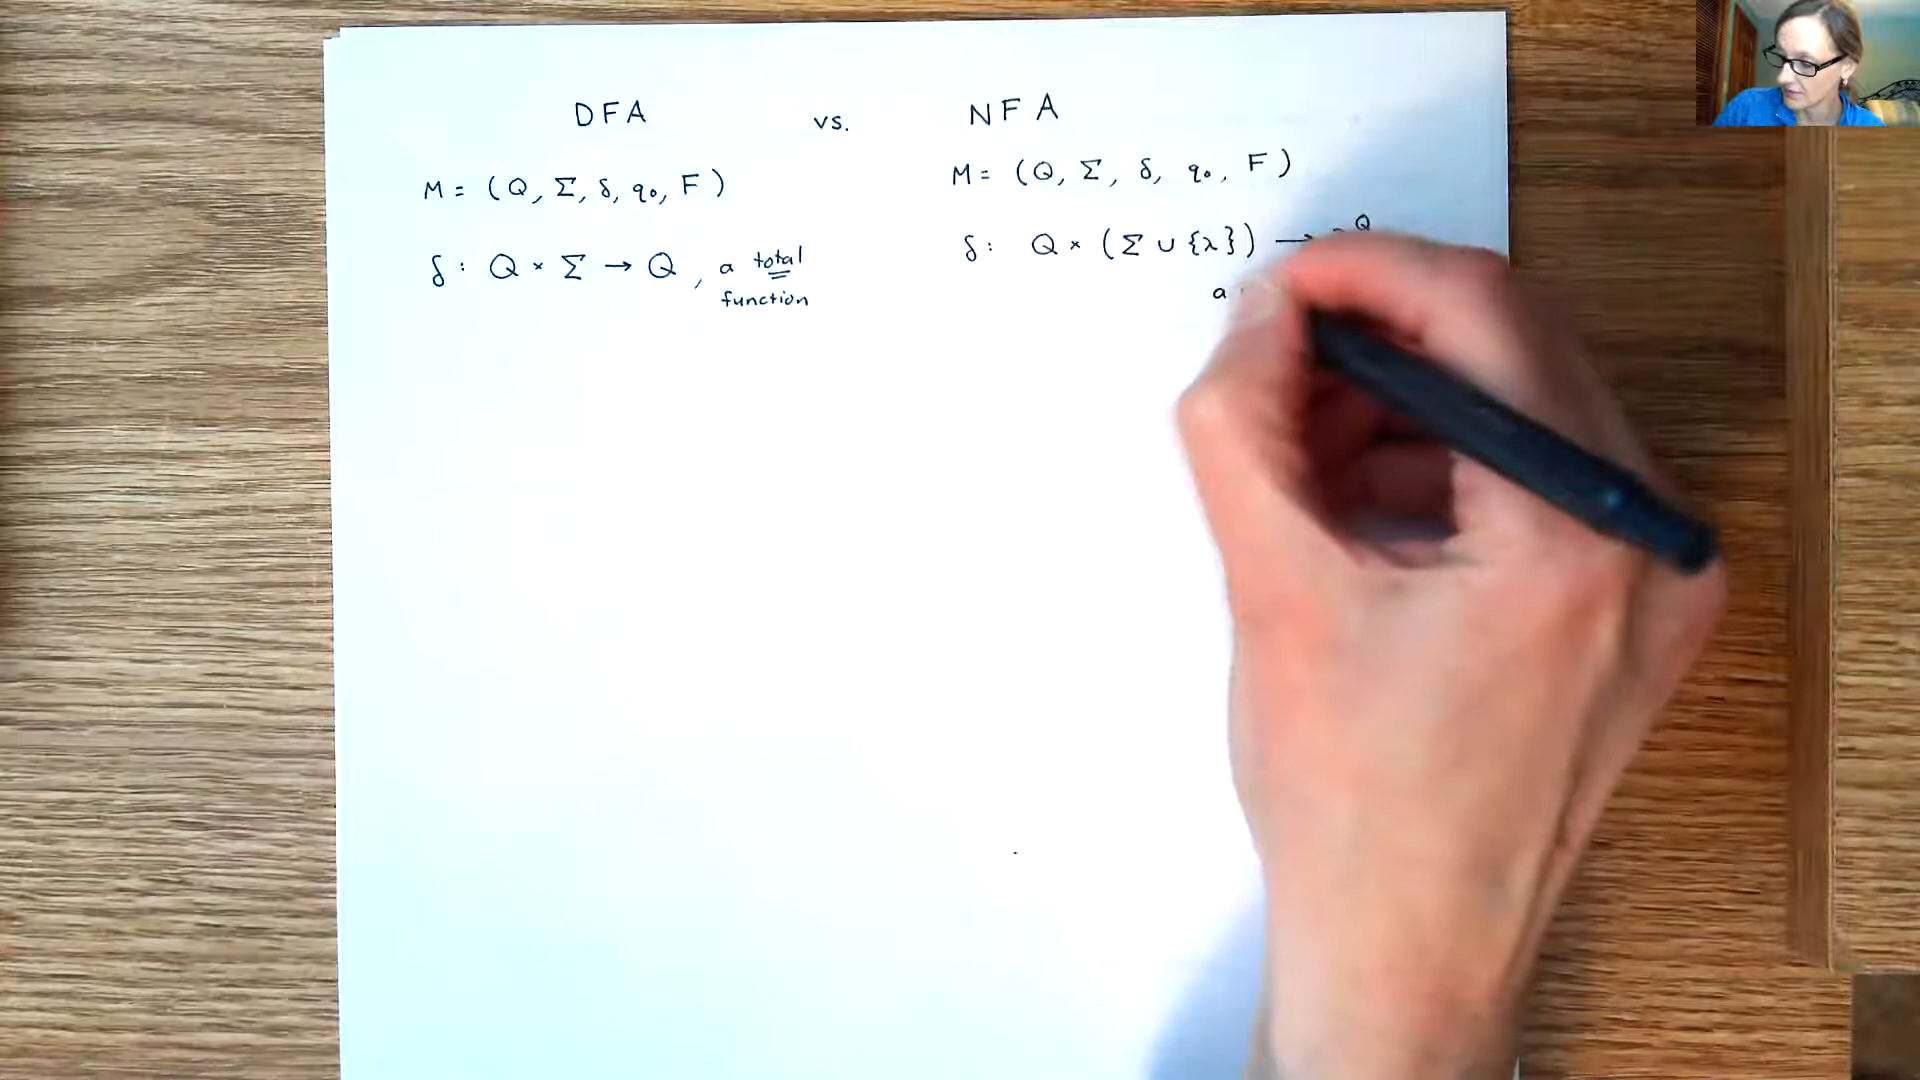 DFA vs. NFA
M = (Q, Σ, δ, q₀, F)
δ : Q × Σ → Q, a total
function
M = (Q, Σ, δ, q₀, F)
δ : Q × (Σ ∪ {λ}) → Q
a